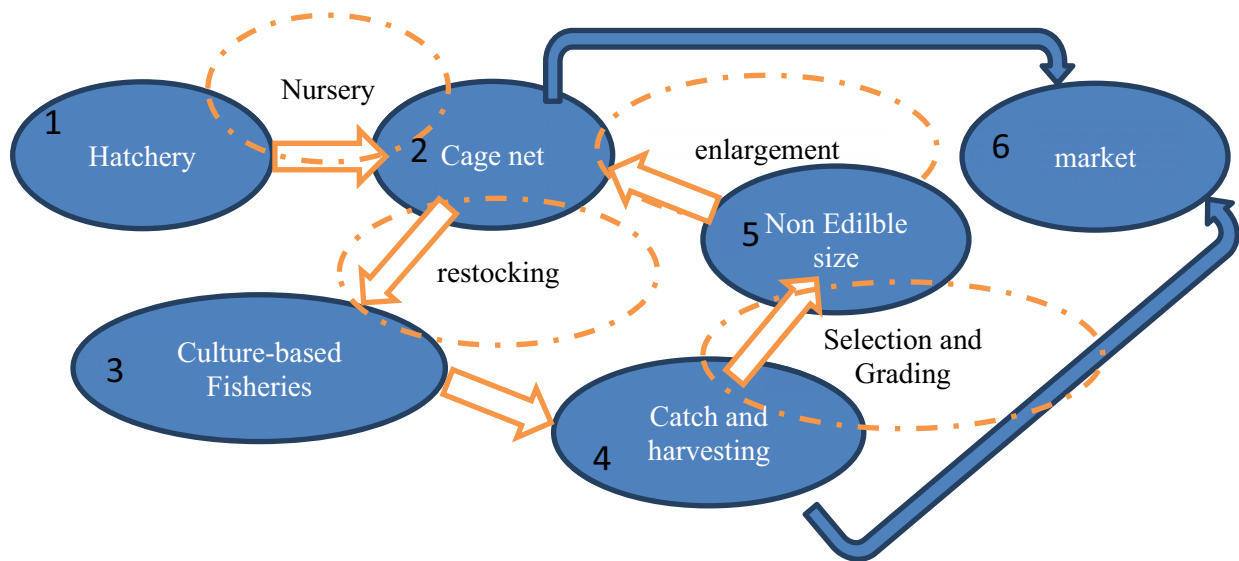 1
Hatchery
Nursery
2
Cage net
enlargement
6
market
5
Non Edilble
size
restocking
3
Culture-based
Fisheries
Selection and
Grading
4
Catch and
harvesting